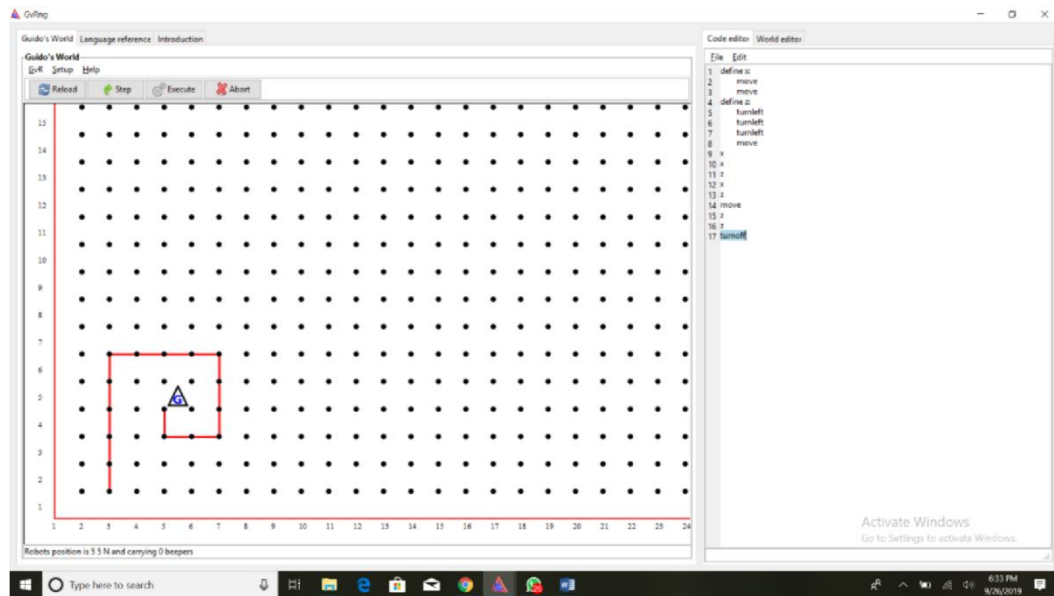 GvRng
Guido's World Language reference Introduction
Guido's World
GvR Setup Help
Reload Step Execute Abort
15
14
13
12
11
10
9
8
7
6
5
4
3
2
1
G
1 2 3 4 5 6 7 8 9 10 11 12 13 14 15 16 17 18 19 20 21 22 23 24
Robots position is 5 5 N and carrying 0 beepers
Code editor World editor
File Edit
1 define x:
2 move
3 move
4 define z:
5 turnleft
6 turnleft
7 turnleft
8 move
9 x
10 x
11 z
12 x
13 z
14 move
15 z
16 z
17 turnoff
Activate Windows
Go to Settings to activate Windows.
Type here to search
6:33 PM
9/26/2019